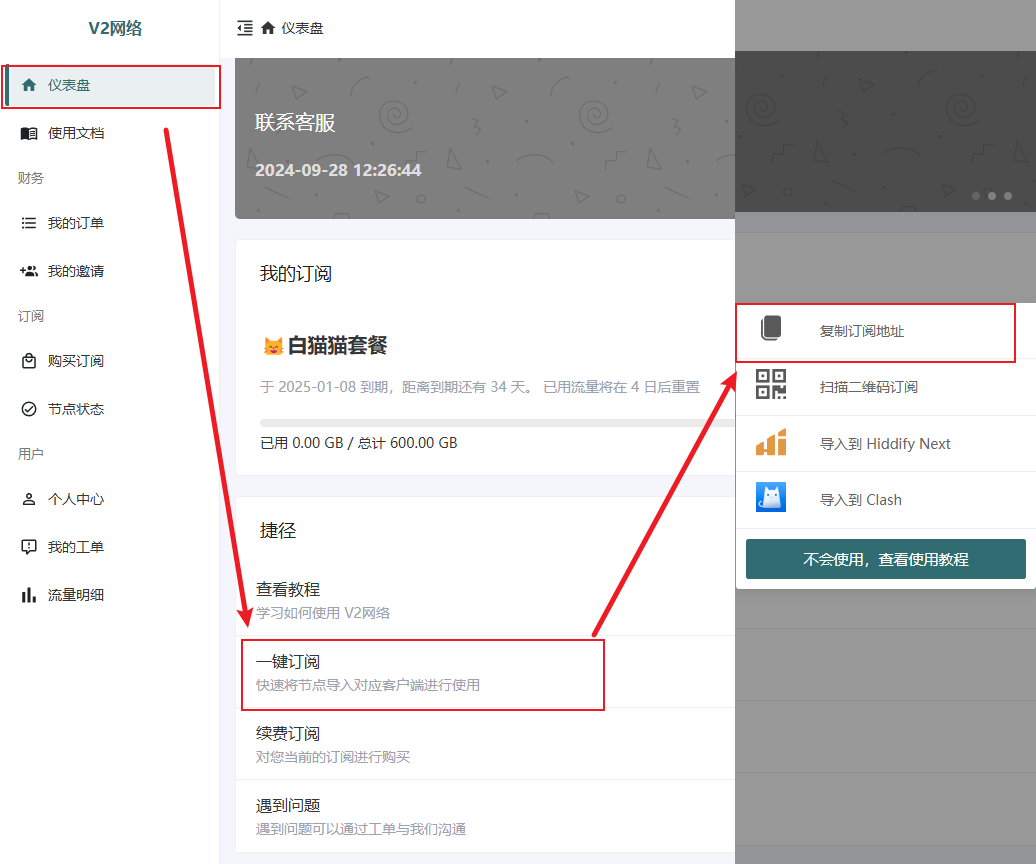 V2网络
仪表盘
使用文档
财务
我的订单
我的邀请
订阅
购买订阅
节点状态
用户
个人中心
我的工单
流量明细
仪表盘
联系客服
2024-09-28 12:26:44
我的订阅
😼白猫猫套餐
于 2025-01-08 到期，距离到期还有 34 天。 已用流量将在 4 日后重置
已用 0.00 GB / 总计 600.00 GB
捷径
查看教程
学习如何使用 V2网络
一键订阅
快速将节点导入对应客户端进行使用
续费订阅
对您当前的订阅进行购买
遇到问题
遇到问题可以通过工单与我们沟通
复制订阅地址
扫描二维码订阅
导入到 Hiddify Next
导入到 Clash
不会使用，查看使用教程